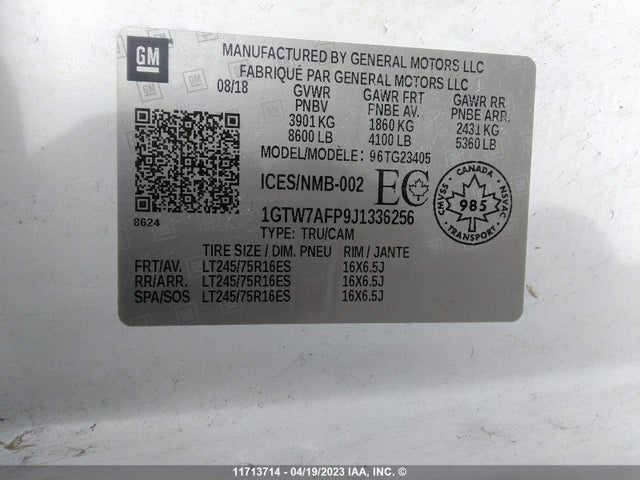 GM
MANUFACTURED BY GENERAL MOTORS LLC
FABRIQUÉ PAR GENERAL MOTORS LLC
08/18 GVWR GAWR FRT GAWR RR
PNBV PNBE AV. PNBE ARR.
3901 KG 1860 KG 2431 KG
8600 LB 4100 LB 5360 LB
MODEL/MODÈLE: 96TG23405
ICES/NMB-002 EC
CANADA
CMVSS 985 NSVAC
TRANSPORT
8624
1GTW7AFP9J1336256
TYPE: TRU/CAM
TIRE SIZE / DIM. PNEU RIM / JANTE
FRT/AV. LT245/75R16ES 16X6.5J
RR/ARR. LT245/75R16ES 16X6.5J
SPA/SOS LT245/75R16ES 16X6.5J
11713714 - 04/19/2023 IAA, INC. ©